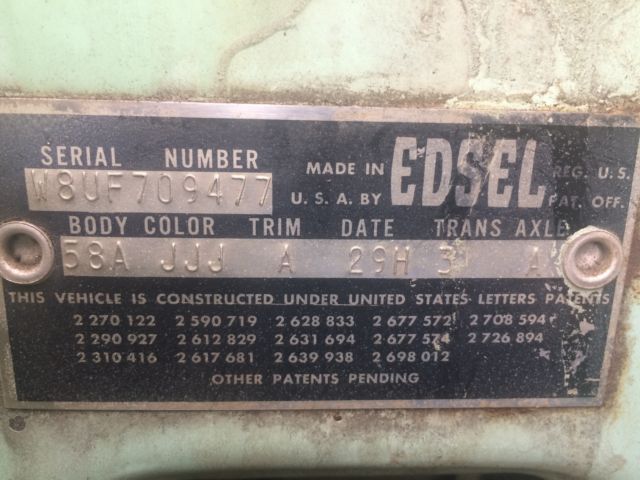 SERIAL NUMBER
W8UF709477
MADE IN EDSEL REG. U.S.
U.S.A. BY PAT. OFF.
BODY COLOR TRIM DATE TRANS AXLE
58A JJJ A 29H 3 A
THIS VEHICLE IS CONSTRUCTED UNDER UNITED STATES LETTERS PATENTS
2 270 122 2 590 719 2 628 833 2 677 572 2 708 594
2 290 927 2 612 829 2 631 694 2 677 574 2 726 894
2 310 416 2 617 681 2 639 938 2 698 012
OTHER PATENTS PENDING